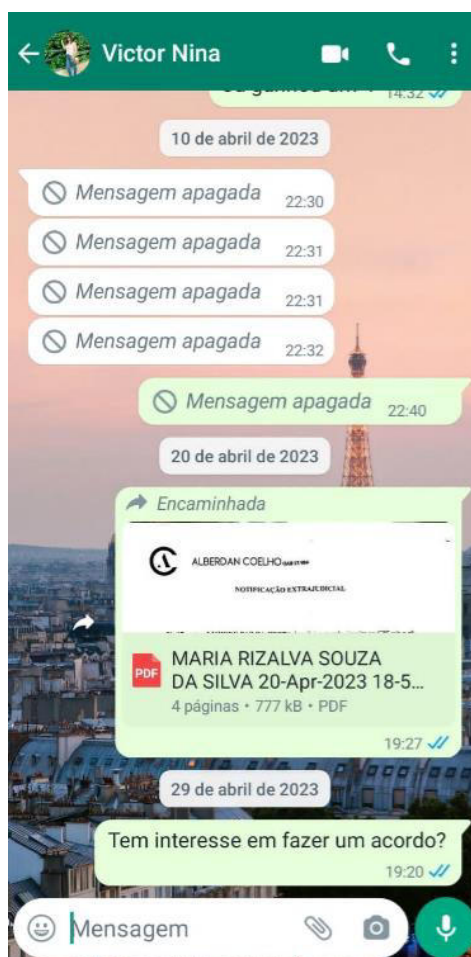 Victor Nina
14:32
10 de abril de 2023
Mensagem apagada 22:30
Mensagem apagada 22:31
Mensagem apagada 22:31
Mensagem apagada 22:32
Mensagem apagada 22:40
20 de abril de 2023
Encaminhada
ALBERDAN COELHO
NOTIFICAÇÃO EXTRAJUDICIAL
PDF
MARIA RIZALVA SOUZA
DA SILVA 20-Apr-2023 18-5...
4 páginas • 777 kB • PDF
19:27
29 de abril de 2023
Tem interesse em fazer um acordo?
19:20
Mensagem